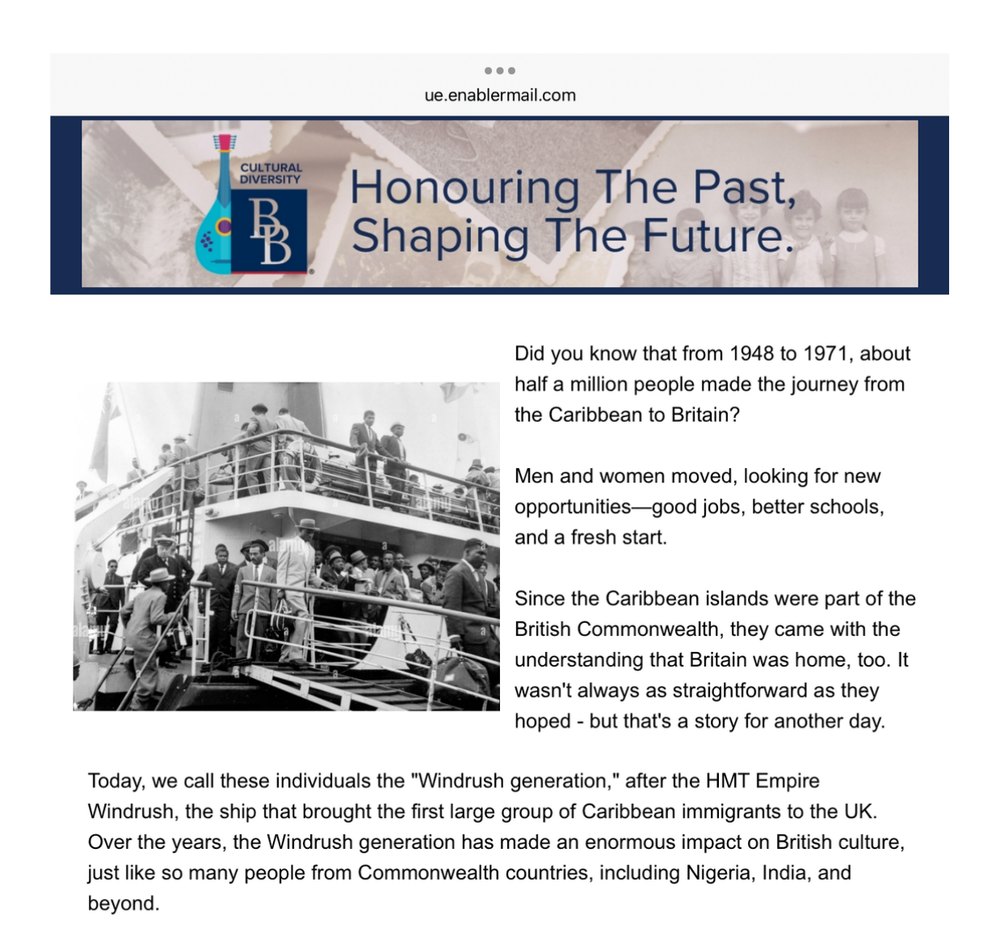 ue.enablermail.com
CULTURAL
DIVERSITY
BB
Honouring The Past,
Shaping The Future.
Did you know that from 1948 to 1971, about
half a million people made the journey from
the Caribbean to Britain?
Men and women moved, looking for new
opportunities—good jobs, better schools,
and a fresh start.
Since the Caribbean islands were part of the
British Commonwealth, they came with the
understanding that Britain was home, too. It
wasn't always as straightforward as they
hoped - but that's a story for another day.
alamy
Today, we call these individuals the "Windrush generation," after the HMT Empire
Windrush, the ship that brought the first large group of Caribbean immigrants to the UK.
Over the years, the Windrush generation has made an enormous impact on British culture,
just like so many people from Commonwealth countries, including Nigeria, India, and
beyond.